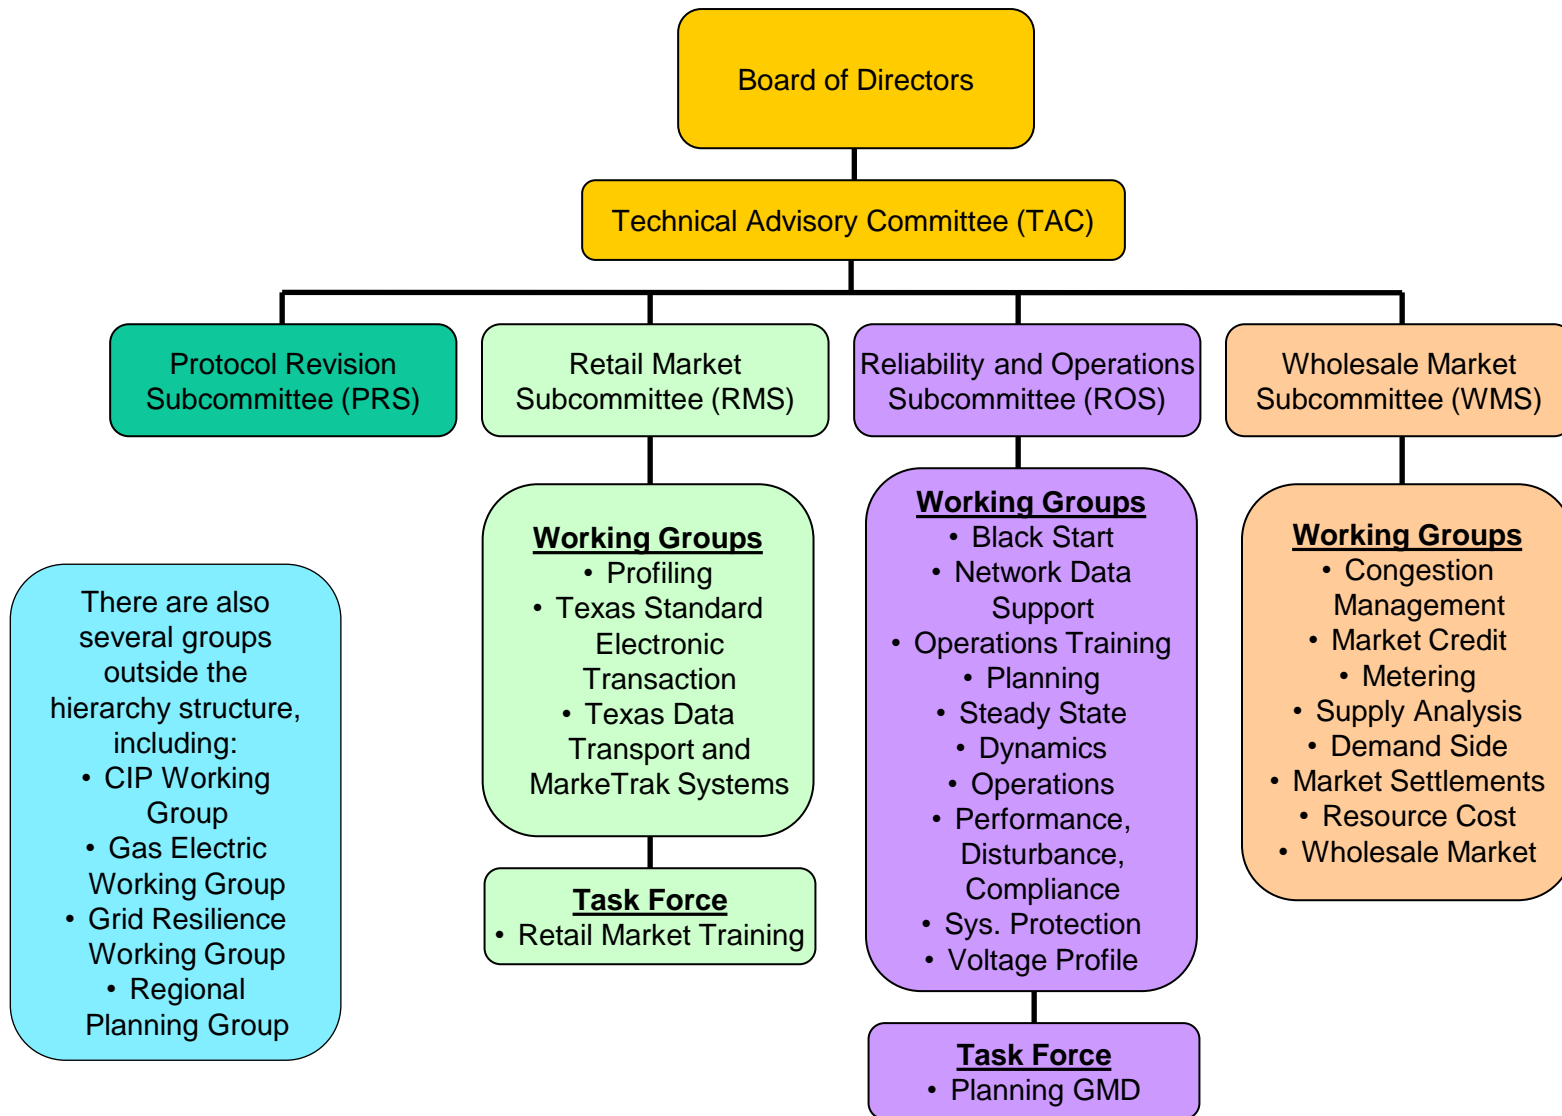 Board of Directors
Technical Advisory Committee (TAC)
Protocol Revision
Subcommittee (PRS)
Retail Market
Subcommittee (RMS)
Reliability and Operations
Subcommittee (ROS)
Wholesale Market
Subcommittee (WMS)
There are also
several groups
outside the
hierarchy structure,
including:
• CIP Working
Group
• Gas Electric
Working Group
• Grid Resilience
Working Group
• Regional
Planning Group
Working Groups
• Profiling
• Texas Standard
Electronic
Transaction
• Texas Data
Transport and
MarkeTrak Systems
Task Force
• Retail Market Training
Working Groups
• Black Start
• Network Data
Support
• Operations Training
• Planning
• Steady State
• Dynamics
• Operations
• Performance,
Disturbance,
Compliance
• Sys. Protection
• Voltage Profile
Task Force
• Planning GMD
Working Groups
• Congestion
Management
• Market Credit
• Metering
• Supply Analysis
• Demand Side
• Market Settlements
• Resource Cost
• Wholesale Market